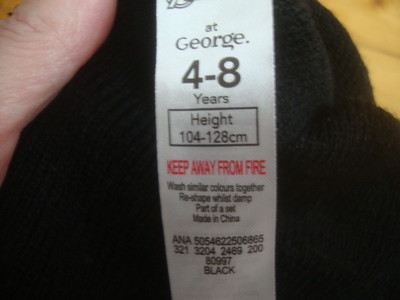 at
George.
4-8
Years
Height
104-128cm
KEEP AWAY FROM FIRE
Wash similar colours together
Re-shape whilst damp
Part of a set
Made in China
ANA 5054622506865
321 3204 2469 200
80997
BLACK